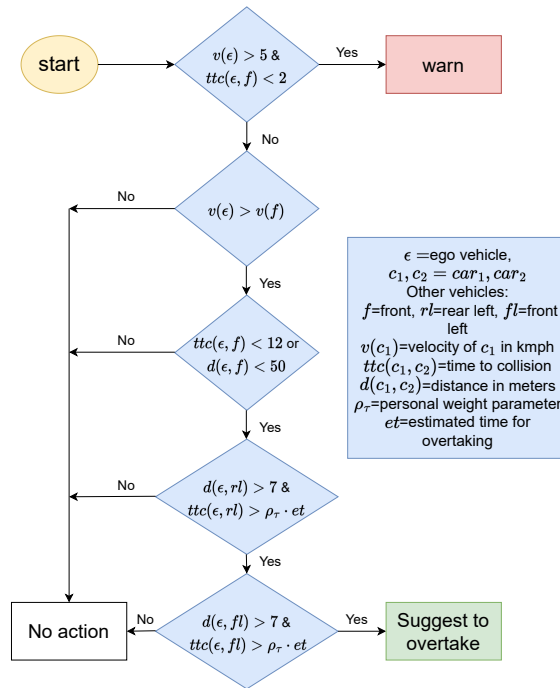 start
v(ϵ) > 5 &
ttc(ϵ, f) < 2
Yes
warn
No
No
v(ϵ) > v(f)
Yes
No
ttc(ϵ, f) < 12 or
d(ϵ, f) < 50
Yes
No
d(ϵ, rl) > 7 &
ttc(ϵ, rl) > ρτ · et
Yes
No action
No
d(ϵ, fl) > 7 &
ttc(ϵ, fl) > ρτ · et
Yes
Suggest to
overtake
ϵ =ego vehicle,
c₁, c₂ = car₁, car₂
Other vehicles:
f=front, rl=rear left, fl=front
left
v(c₁)=velocity of c₁ in kmph
ttc(c₁, c₂)=time to collision
d(c₁, c₂)=distance in meters
ρτ=personal weight parameter
et=estimated time for
overtaking